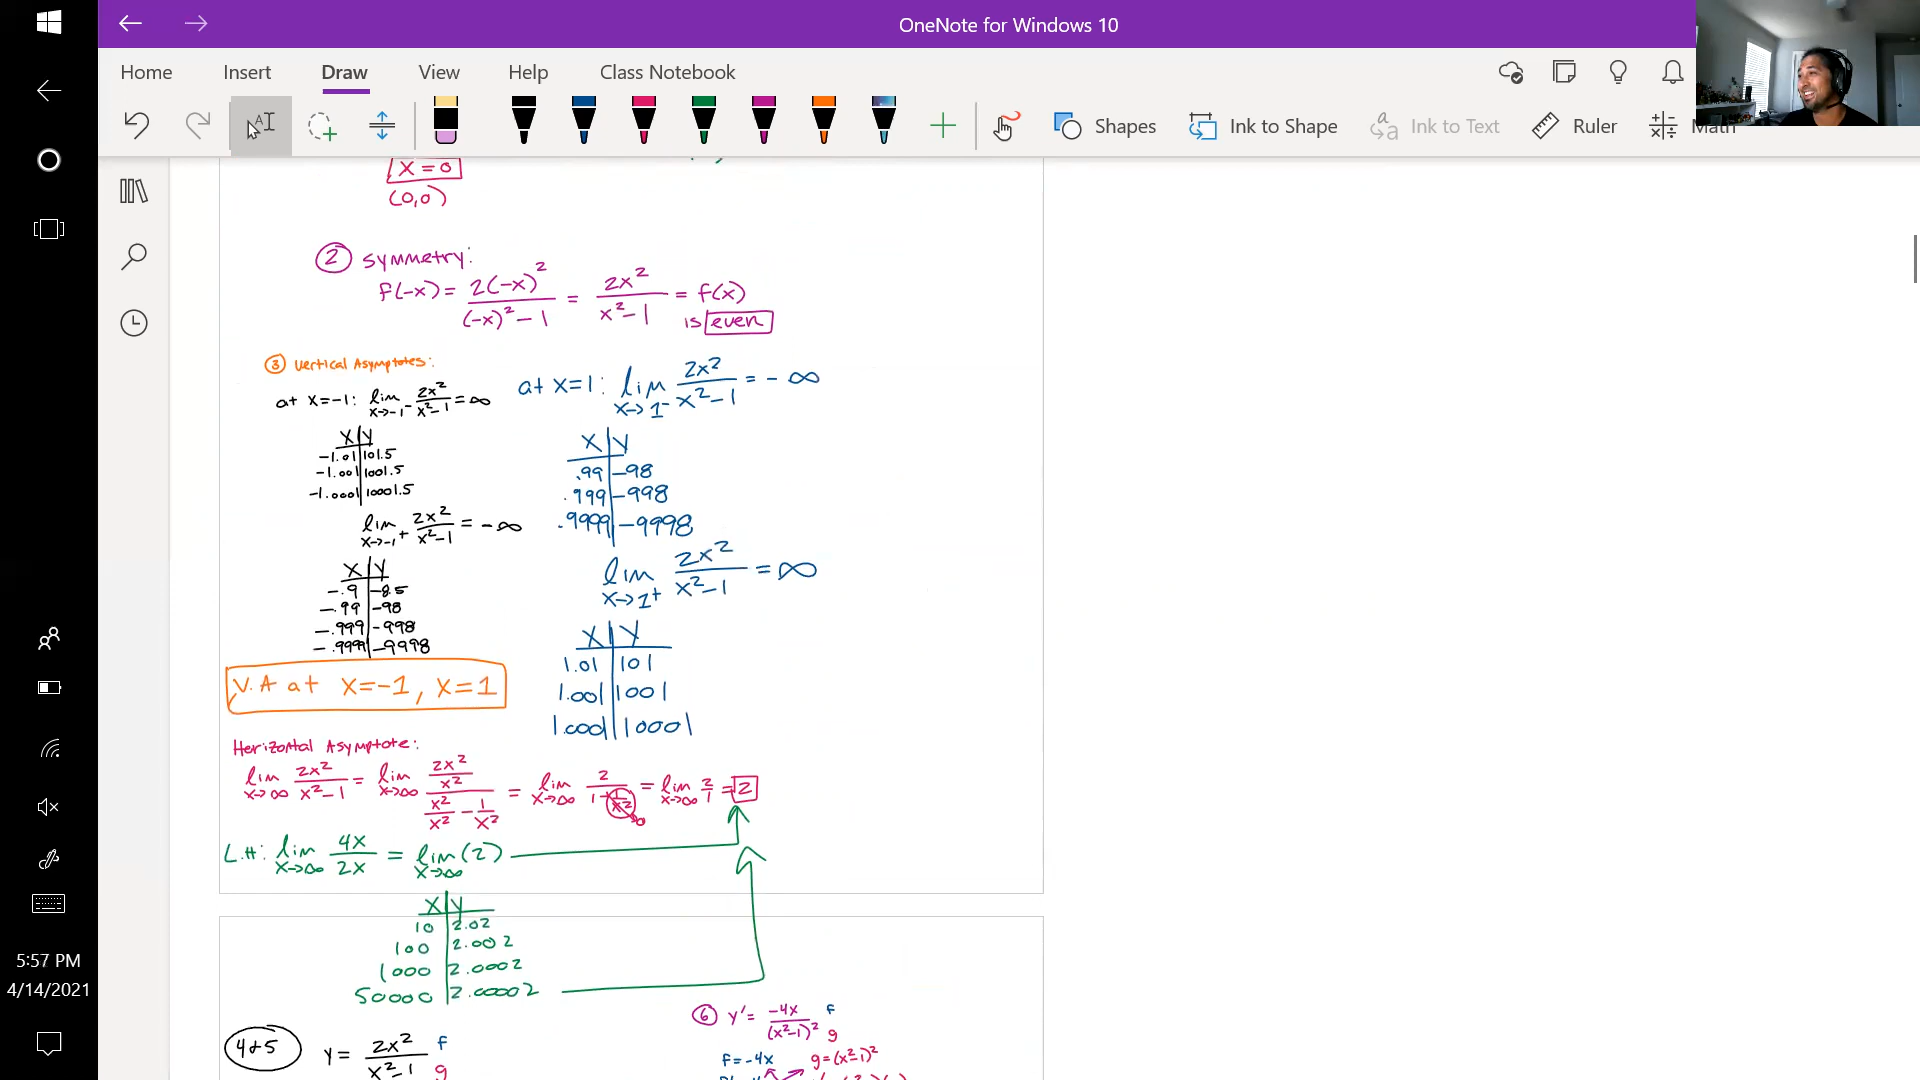 OneNote for Windows 10
Home Insert Draw View Help Class Notebook
Shapes Ink to Shape Ink to Text Ruler Math
X = 0
(0,0)
② Symmetry:
f(-x) = 2(-x)² / (-x)² - 1 = 2x² / x² - 1 = f(x)
is even
③ Vertical Asymptotes:
at x=-1: lim x→-1⁻ 2x² / x²-1 = ∞
X | Y
-1.01 | 101.5
-1.001 | 1001.5
-1.0001 | 10001.5
lim x→-1⁺ 2x² / x²-1 = -∞
X | Y
-.9 | -8.5
-.99 | -98
-.999 | -998
-.9999 | -9998
V.A at x=-1, x=1
at x=1: lim x→1⁻ 2x² / x²-1 = -∞
X | Y
.99 | -98
.999 | -998
.9999 | -9998
lim x→1⁺ 2x² / x²-1 = ∞
X | Y
1.01 | 101
1.001 | 1001
1.0001 | 10001
Horizontal Asymptote:
lim x→∞ 2x² / x²-1 = lim x→∞ 2x²/x² / x²/x² - 1/x² = lim x→∞ 2 / 1-1/x² = lim x→∞ 2/1 = 2
0
L.H: lim x→∞ 4x / 2x = lim x→∞ (2)
X | Y
10 | 2.02
100 | 2.002
1000 | 2.0002
50000 | 2.00002
4&5 y = 2x² / x²-1 f g
⑥ y' = -4x / (x²-1)² f g
f=-4x g=(x²-1)²
5:57 PM
4/14/2021